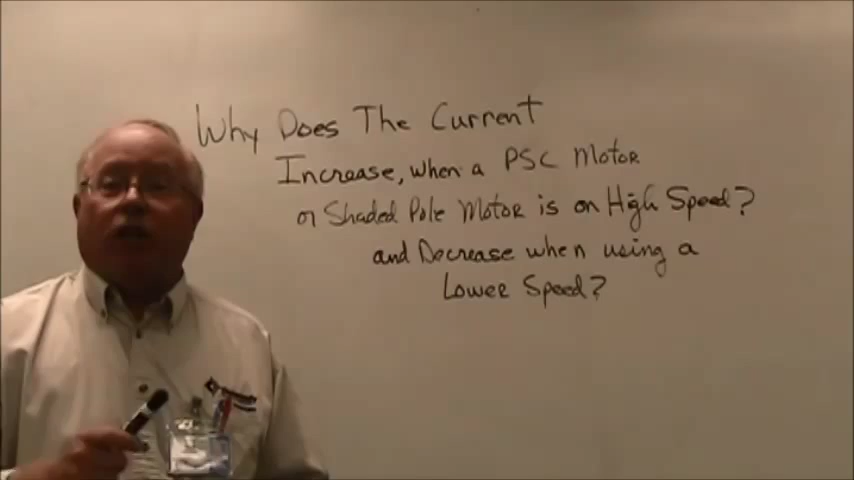 Why Does The Current
Increase, when a PSC Motor
or Shaded Pole Motor is on High Speed?
and Decrease when using a
Lower Speed?